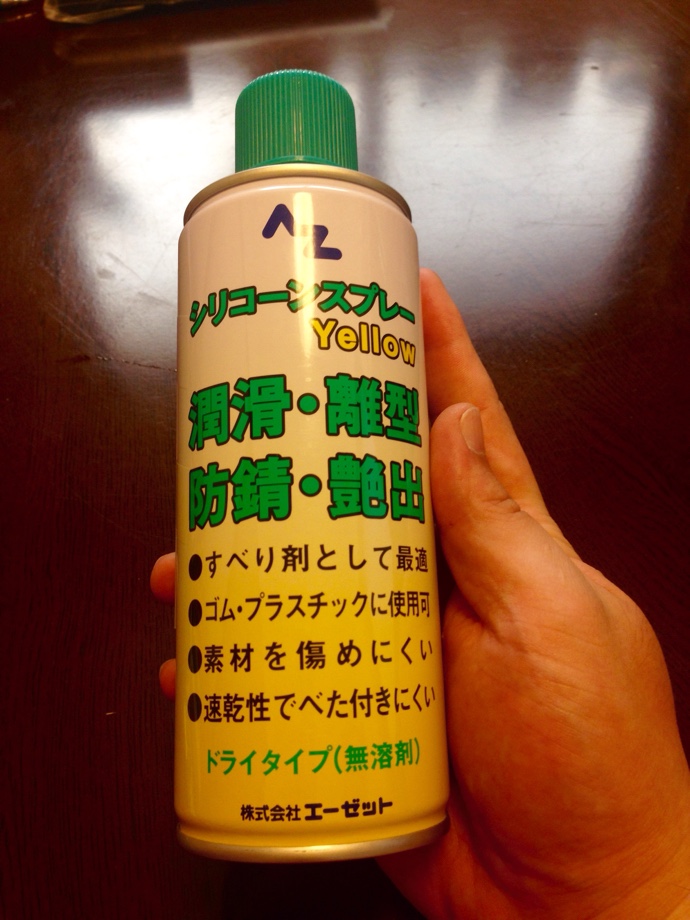 AZ
シリコーンスプレー
Yellow
潤滑・離型
防錆・艶出
●すべり剤として最適
●ゴム・プラスチックに使用可
●素材を傷めにくい
●速乾性でべた付きにくい
ドライタイプ(無溶剤)
株式会社エーゼット